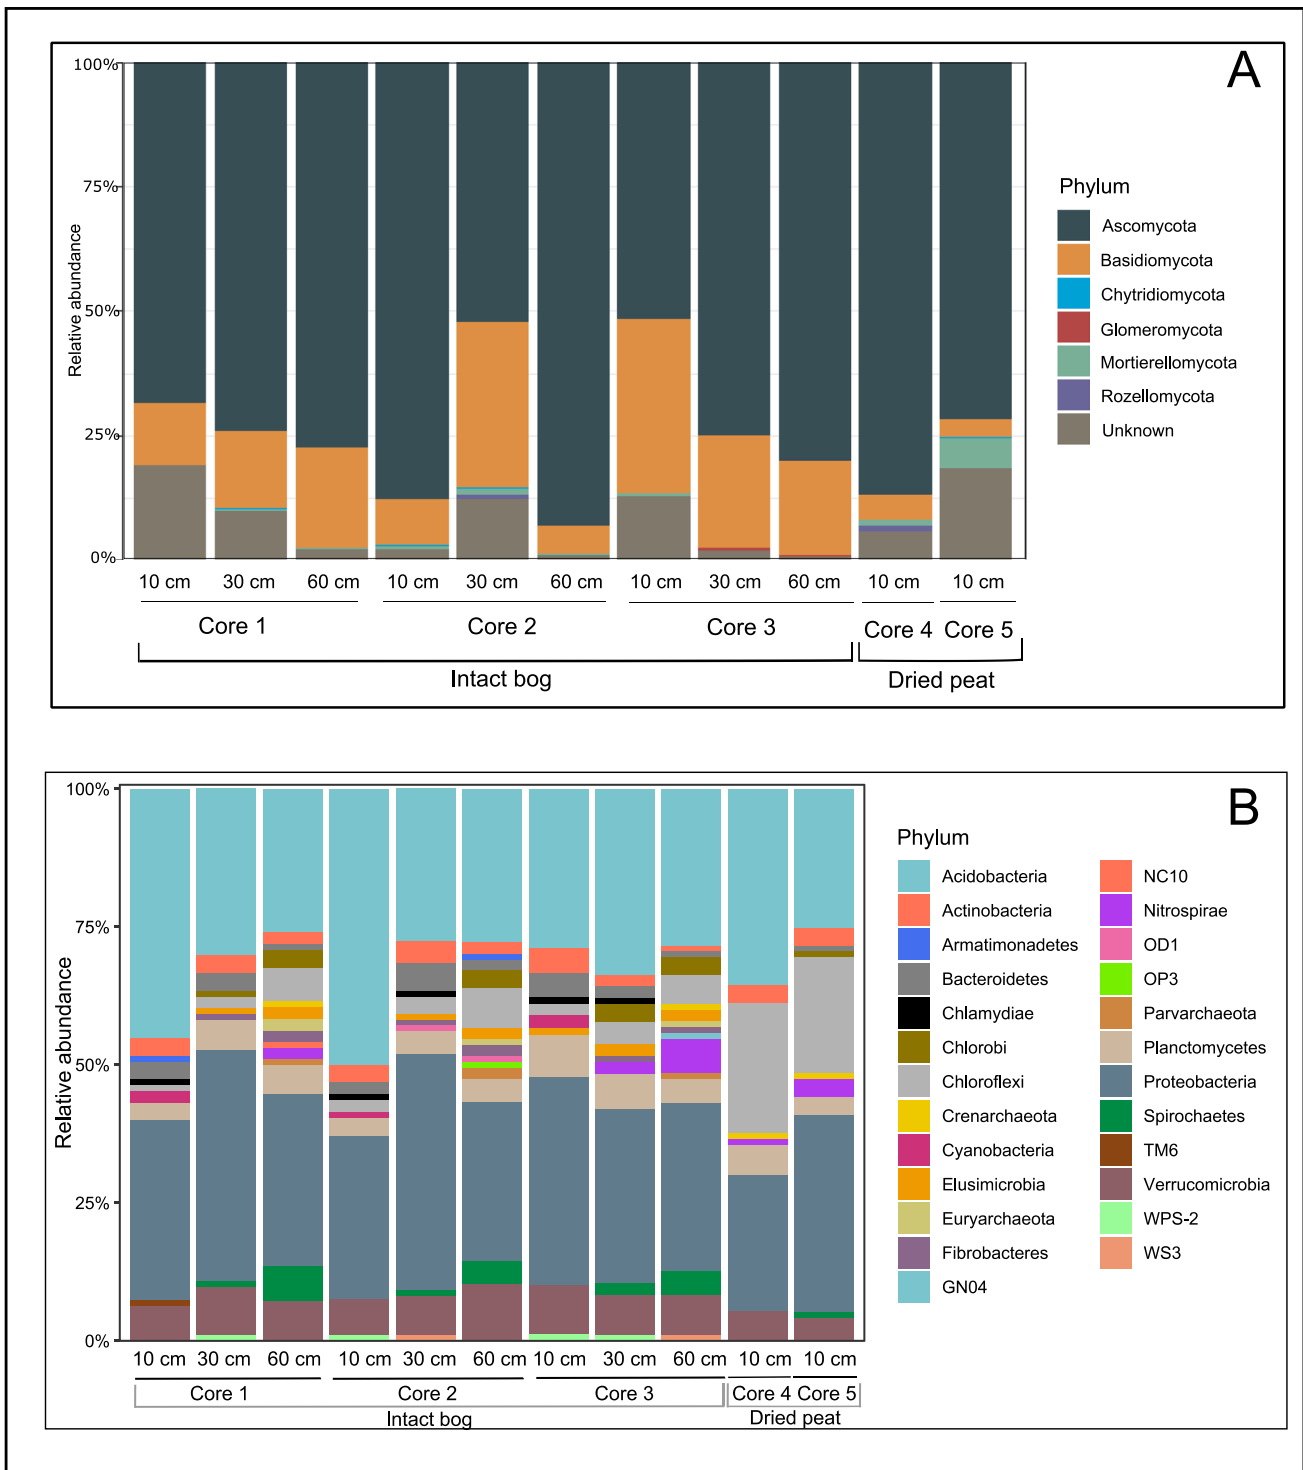 A
100%
75%
50%
25%
0%
Relative abundance
Phylum
Ascomycota
Basidiomycota
Chytridiomycota
Glomeromycota
Mortierellomycota
Rozellomycota
Unknown
10 cm 30 cm 60 cm 10 cm 30 cm 60 cm 10 cm 30 cm 60 cm 10 cm 10 cm
Core 1 Core 2 Core 3 Core 4 Core 5
Intact bog Dried peat
B
100%
75%
50%
25%
0%
Relative abundance
Phylum
Acidobacteria NC10
Actinobacteria Nitrospirae
Armatimonadetes OD1
Bacteroidetes OP3
Chlamydiae Parvarchaeota
Chlorobi Planctomycetes
Chloroflexi Proteobacteria
Crenarchaeota Spirochaetes
Cyanobacteria TM6
Elusimicrobia Verrucomicrobia
Euryarchaeota WPS-2
Fibrobacteres WS3
GN04
10 cm 30 cm 60 cm 10 cm 30 cm 60 cm 10 cm 30 cm 60 cm 10 cm 10 cm
Core 1 Core 2 Core 3 Core 4 Core 5
Intact bog Dried peat